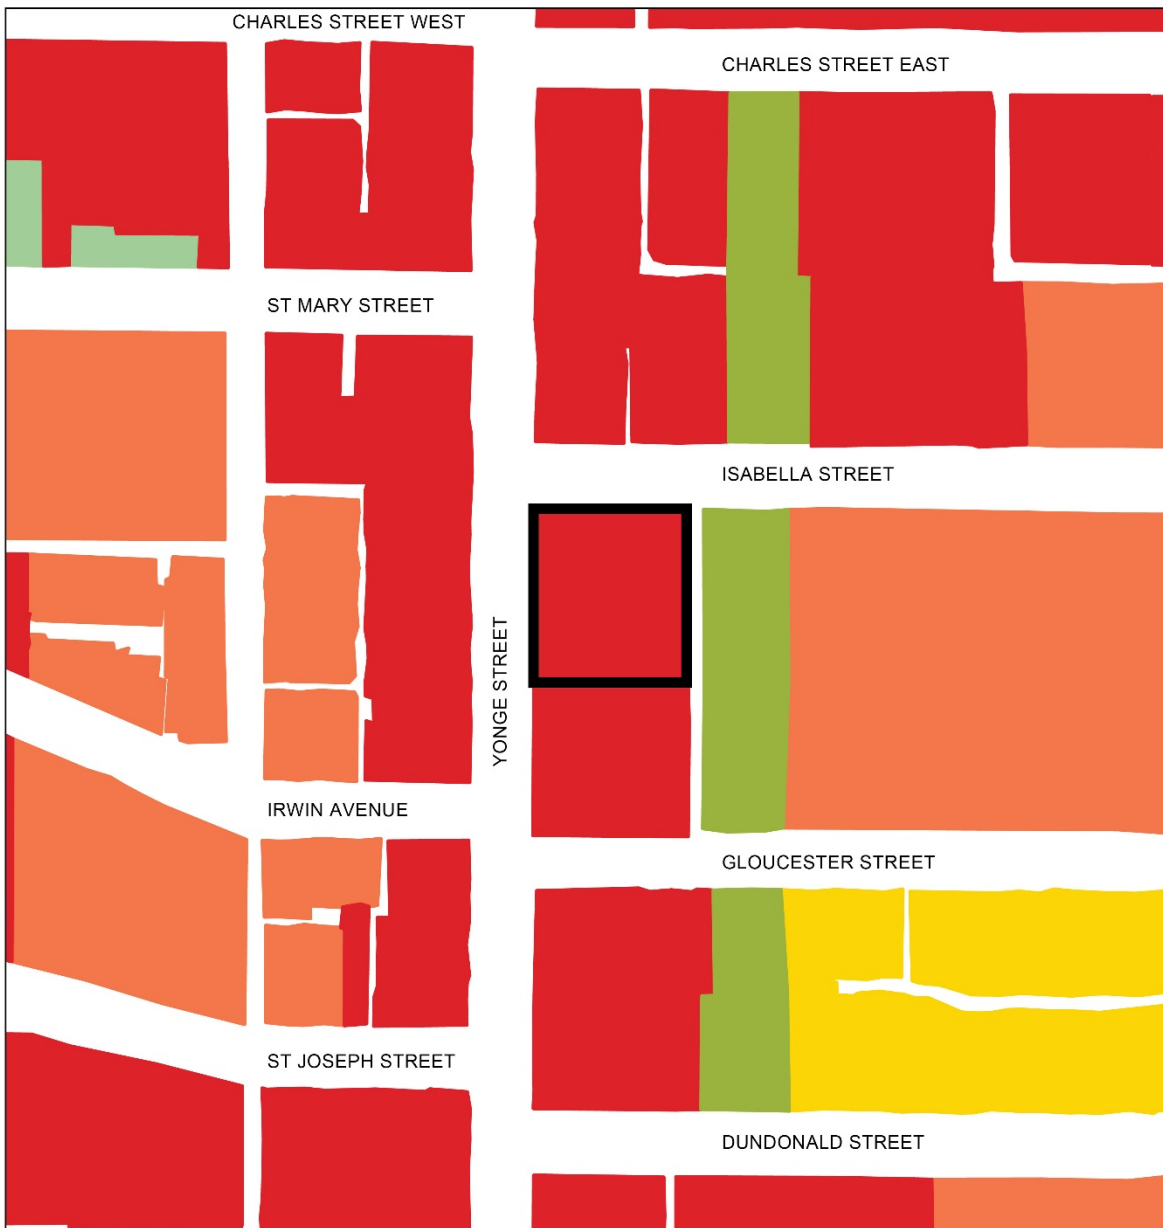 CHARLES STREET WEST
CHARLES STREET EAST
ST MARY STREET
ISABELLA STREET
YONGE STREET
IRWIN AVENUE
GLOUCESTER STREET
ST JOSEPH STREET
DUNDONALD STREET